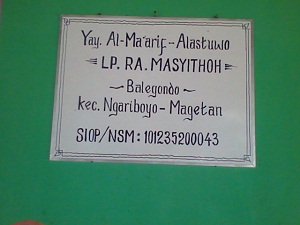 Yay. Al-Ma'arif-Alastuwo
LP. RA. MASYITHOH
Balegondo
kec. Ngariboyo-Magetan
SIOP/NSM: 101235200043